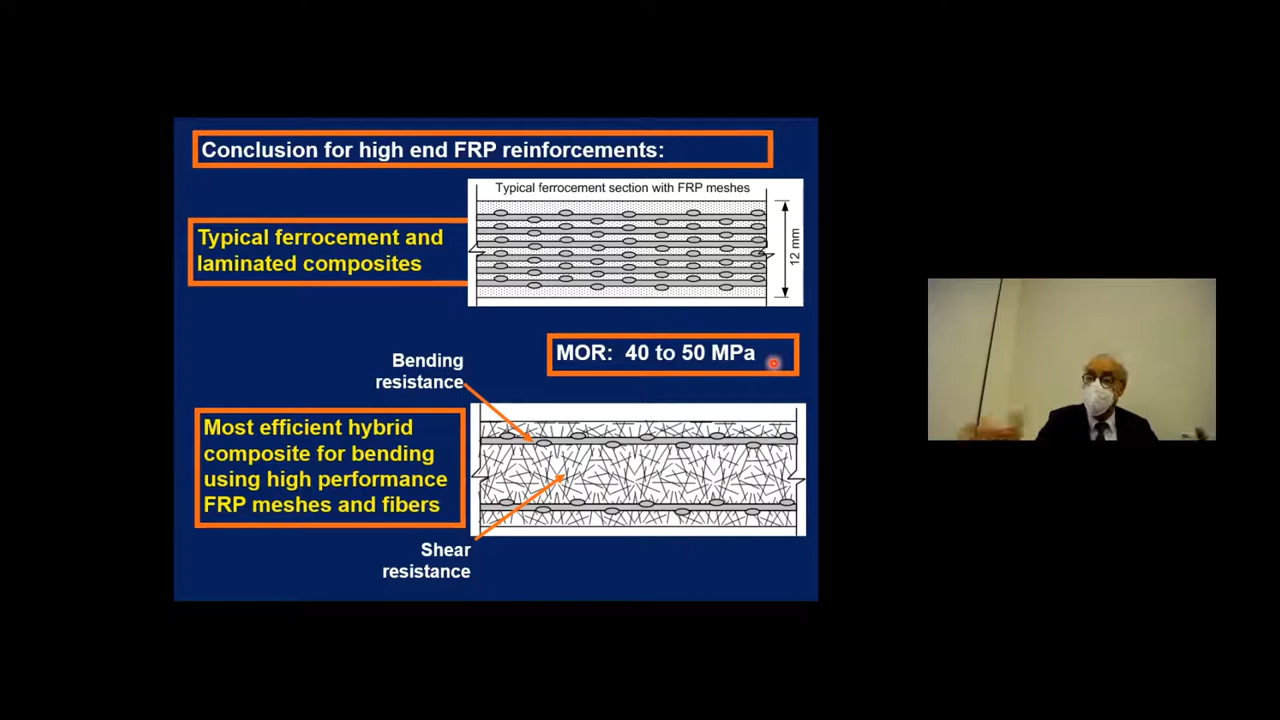 Conclusion for high end FRP reinforcements:
Typical ferrocement section with FRP meshes
Typical ferrocement and
laminated composites
12 mm
MOR: 40 to 50 MPa
Bending
resistance
Most efficient hybrid
composite for bending
using high performance
FRP meshes and fibers
Shear
resistance